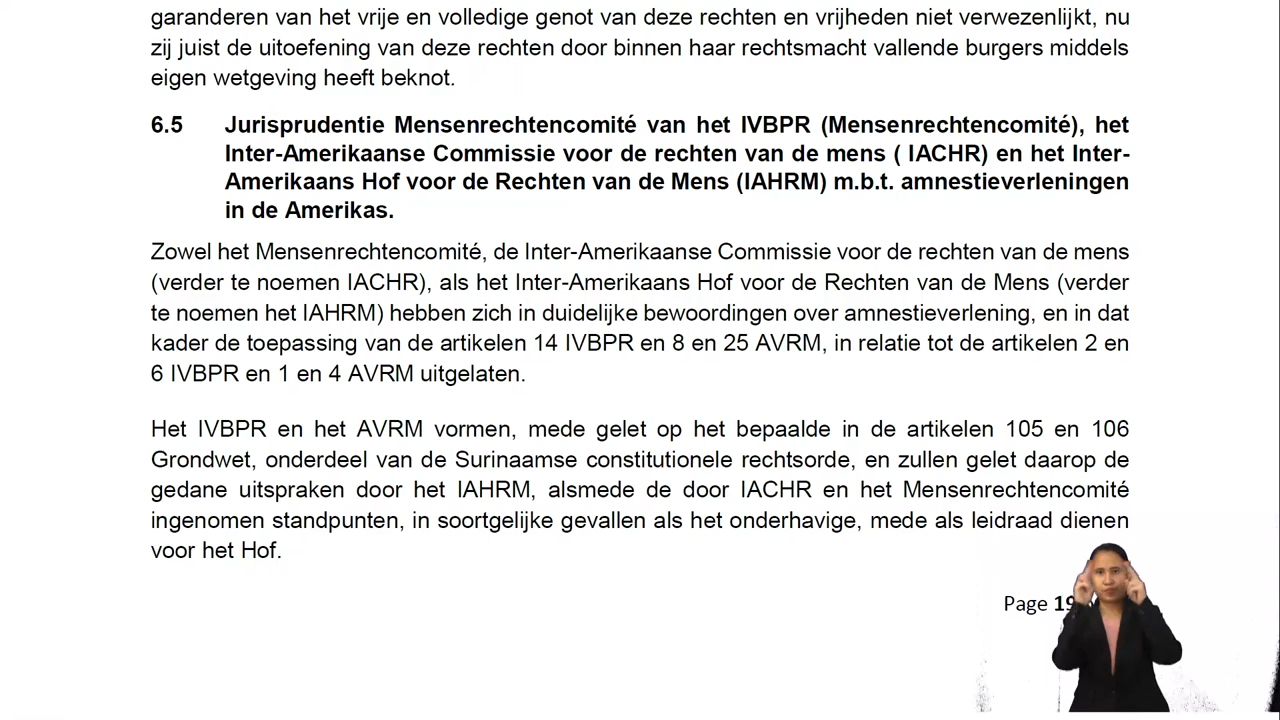 garanderen van het vrije en volledige genot van deze rechten en vrijheden niet verwezenlijkt, nu
zij juist de uitoefening van deze rechten door binnen haar rechtsmacht vallende burgers middels
eigen wetgeving heeft beknot.
6.5 Jurisprudentie Mensenrechtencomité van het IVBPR (Mensenrechtencomité), het
Inter-Amerikaanse Commissie voor de rechten van de mens ( IACHR) en het Inter-
Amerikaans Hof voor de Rechten van de Mens (IAHRM) m.b.t. amnestieverleningen
in de Amerikas.
Zowel het Mensenrechtencomité, de Inter-Amerikaanse Commissie voor de rechten van de mens
(verder te noemen IACHR), als het Inter-Amerikaans Hof voor de Rechten van de Mens (verder
te noemen het IAHRM) hebben zich in duidelijke bewoordingen over amnestieverlening, en in dat
kader de toepassing van de artikelen 14 IVBPR en 8 en 25 AVRM, in relatie tot de artikelen 2 en
6 IVBPR en 1 en 4 AVRM uitgelaten.
Het IVBPR en het AVRM vormen, mede gelet op het bepaalde in de artikelen 105 en 106
Grondwet, onderdeel van de Surinaamse constitutionele rechtsorde, en zullen gelet daarop de
gedane uitspraken door het IAHRM, alsmede de door IACHR en het Mensenrechtencomité
ingenomen standpunten, in soortgelijke gevallen als het onderhavige, mede als leidraad dienen
voor het Hof.
Page 19